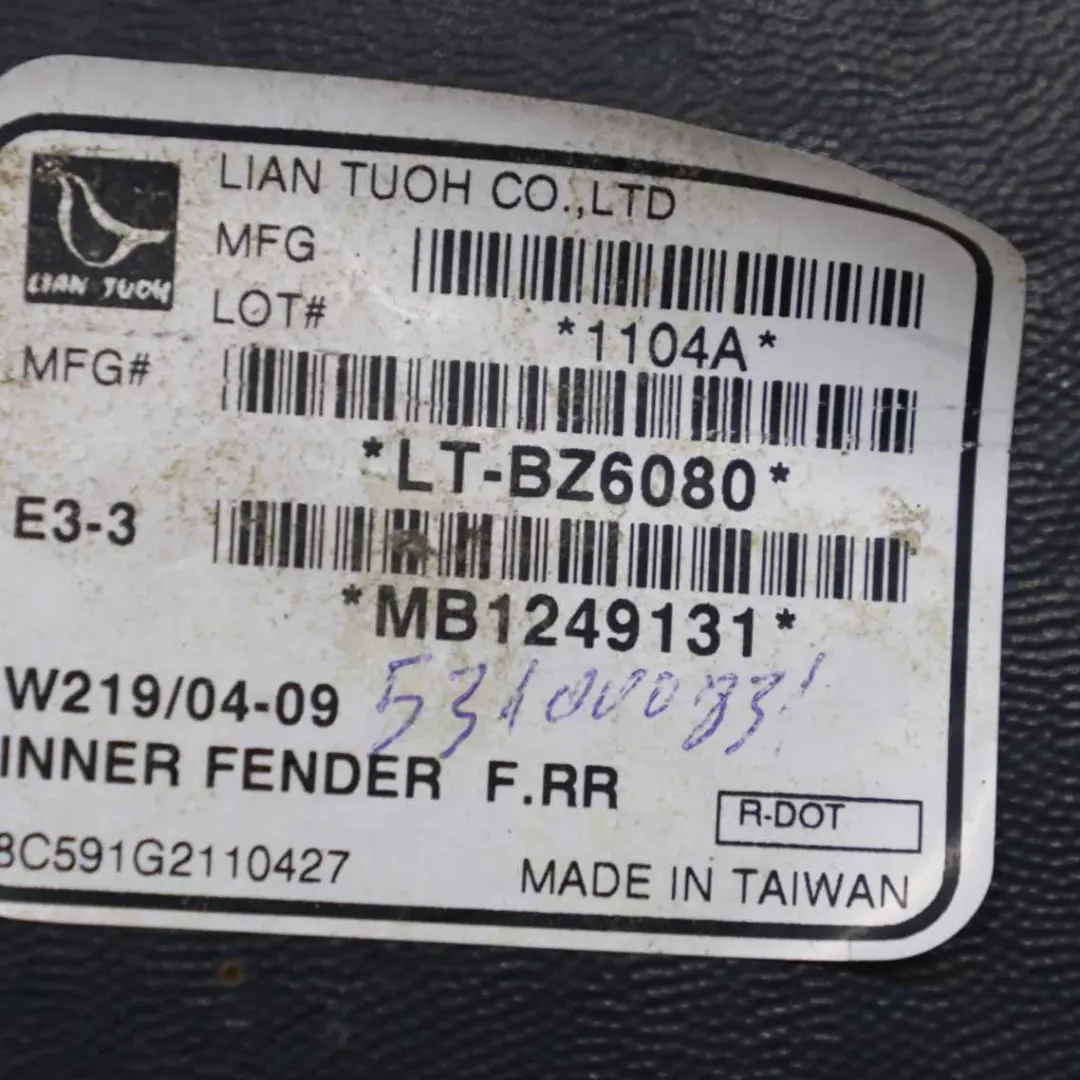 LIAN TUOH
LIAN TUOH CO.,LTD
MFG
LOT#
*1104A*
MFG#
*LT-BZ6080*
E3-3
*MB1249131*
W219/04-09
INNER FENDER F.RR
R-DOT
8C591G2110427
MADE IN TAIWAN